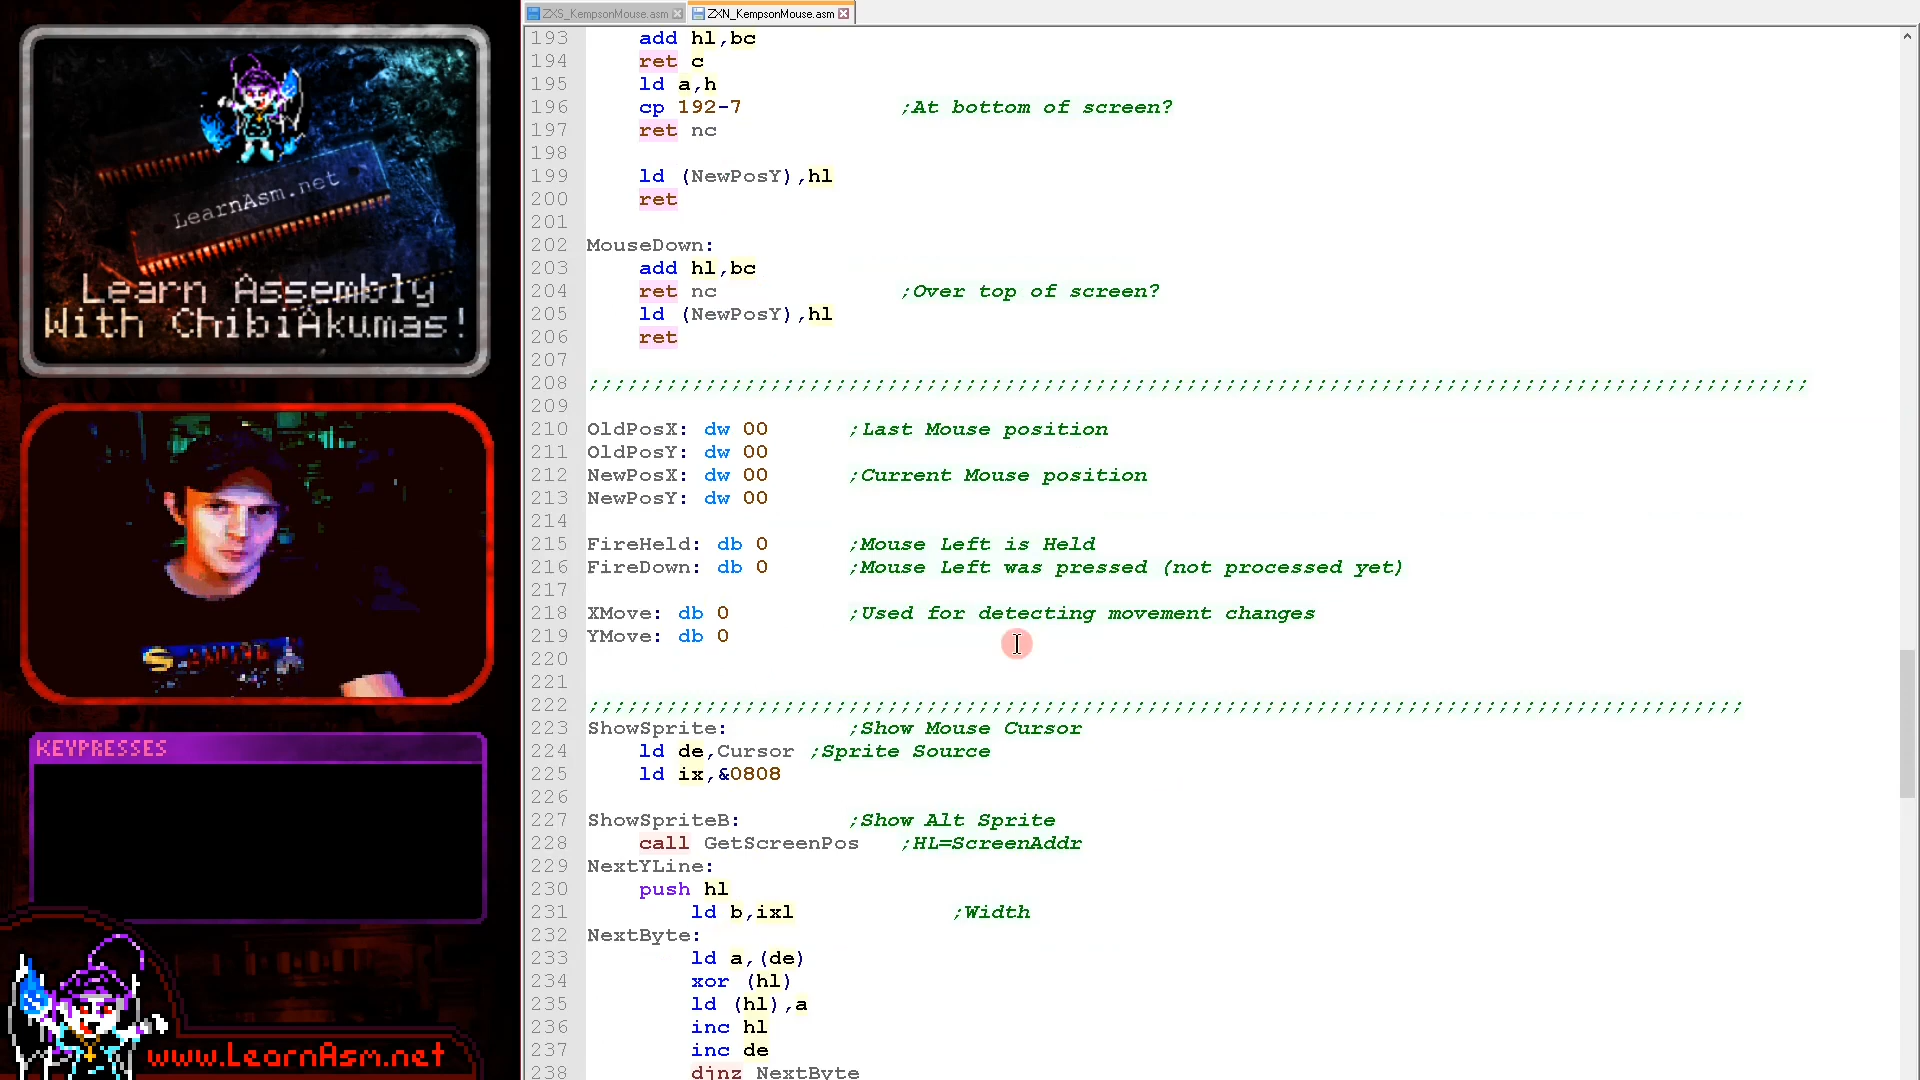 ZXS_KempsonMouse.asm
ZXN_KempsonMouse.asm
LearnAsm.net
Learn Assembly
With ChibiAkumas!
KEYPRESSES
www.LearnAsm.net
193 add hl,bc
194 ret c
195 ld a,h
196 cp 192-7 ;At bottom of screen?
197 ret nc
198
199 ld (NewPosY),hl
200 ret
201
202 MouseDown:
203 add hl,bc
204 ret nc ;Over top of screen?
205 ld (NewPosY),hl
206 ret
207
208 ;;;;;;;;;;;;;;;;;;;;;;;;;;;;;;;;;;;;;;;;;;;;;;;;;;;;;;;;;;;;;;;;;;;;;;;;;;;;;;;;;;;;;;;;;;;;;;
209
210 OldPosX: dw 00 ;Last Mouse position
211 OldPosY: dw 00
212 NewPosX: dw 00 ;Current Mouse position
213 NewPosY: dw 00
214
215 FireHeld: db 0 ;Mouse Left is Held
216 FireDown: db 0 ;Mouse Left was pressed (not processed yet)
217
218 XMove: db 0 ;Used for detecting movement changes
219 YMove: db 0
220
221
222 ;;;;;;;;;;;;;;;;;;;;;;;;;;;;;;;;;;;;;;;;;;;;;;;;;;;;;;;;;;;;;;;;;;;;;;;;;;;;;;;;;;;;;;;;;
223 ShowSprite: ;Show Mouse Cursor
224 ld de,Cursor ;Sprite Source
225 ld ix,&0808
226
227 ShowSpriteB: ;Show Alt Sprite
228 call GetScreenPos ;HL=ScreenAddr
229 NextYLine:
230 push hl
231 ld b,ixl ;Width
232 NextByte:
233 ld a,(de)
234 xor (hl)
235 ld (hl),a
236 inc hl
237 inc de
238 djnz NextByte